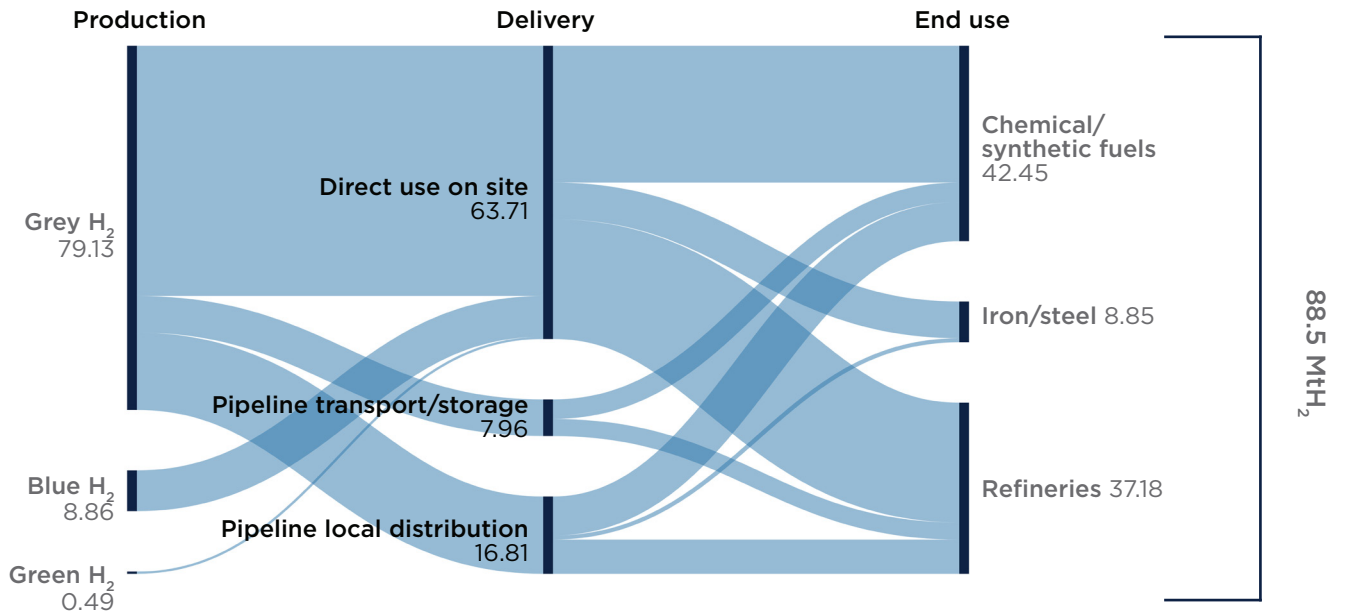 Production
Delivery
End use
Grey H₂
79.13
Blue H₂
8.86
Green H₂
0.49
Direct use on site
63.71
Pipeline transport/storage
7.96
Pipeline local distribution
16.81
Chemical/
synthetic fuels
42.45
Iron/steel 8.85
Refineries 37.18
88.5 MtH₂